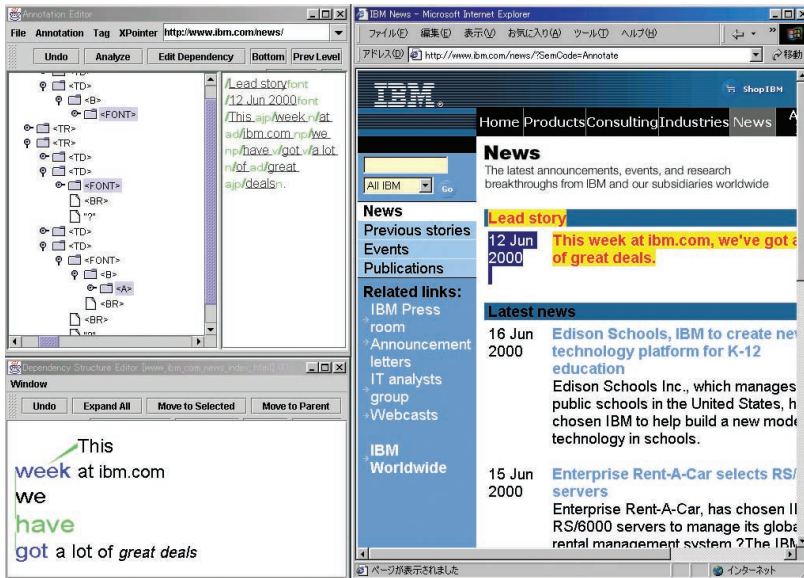 Annotation Editor
File Annotation Tag XPointer http://www.ibm.com/news/
Undo Analyze Edit Dependency Bottom Prev Level
<TD>
<B>
<FONT>
<TR>
<TR>
<TD>
<TD>
<FONT>
<BR>
"?"
<TD>
<TD>
<FONT>
<B>
<A>
<BR>
<BR>
"?"
/Lead storyfont
/12 Jun 2000font
/This ajp/week n/at
ad/ibm.com np/we
np/have v/got v/a lot
n/of ad/great
ajp/dealsn.
Dependency Structure Editor
Window
Undo Expand All Move to Selected Move to Parent
This
week at ibm.com
we
have
got a lot of great deals
IBM News - Microsoft Internet Explorer
ファイル(F) 編集(E) 表示(V) お気に入り(A) ツール(T) ヘルプ(H)
アドレス(D) http://www.ibm.com/news/?SemCode=Annotate 移動
IBM
Shop IBM
Home Products Consulting Industries News A
All IBM Go
News
Previous stories
Events
Publications
Related links:
IBM Press
room
Announcement
letters
IT analysts
group
Webcasts
IBM
Worldwide
News
The latest announcements, events, and research
breakthroughs from IBM and our subsidiaries worldwide
Lead story
12 Jun
2000
This week at ibm.com, we've got a
of great deals.
Latest news
16 Jun
2000
Edison Schools, IBM to create new
technology platform for K-12
education
Edison Schools Inc., which manages
public schools in the United States, h
chosen IBM to help build a new mode
technology in schools.
15 Jun
2000
Enterprise Rent-A-Car selects RS/
servers
Enterprise Rent-A-Car, has chosen II
RS/6000 servers to manage its globa
rental management system ?The IBM
ページが表示されました インターネット